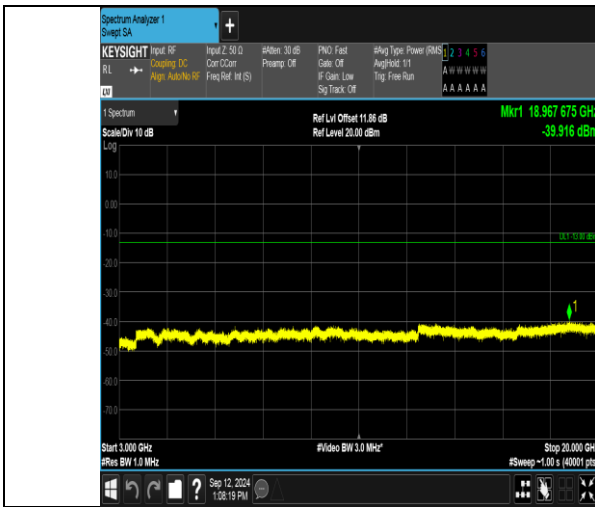 Spectrum Analyzer 1
Swept SA
+
KEYSIGHT Input: RF Input Z: 50 Ω #Atten: 30 dB PNO: Fast #Avg Type: Power (RMS 1 2 3 4 5 6
RL Coupling: DC Corr CCorr Preamp: Off Gate: Off Avg|Hold: 1/1 A W W W W W
Align: Auto/No RF Freq Ref: Int (S) IF Gain: Low Trig: Free Run
LXI Sig Track: Off A A A A A A
1 Spectrum Ref Lvl Offset 11.86 dB Mkr1 18.967 675 GHz
Scale/Div 10 dB Ref Level 20.00 dBm -39.916 dBm
Log
10.0
0.00
-10.0
DL1 -13.00 dBm
-20.0
-30.0
1
-40.0
-50.0
-60.0
-70.0
Start 3.000 GHz #Video BW 3.0 MHz* Stop 20.000 GHz
#Res BW 1.0 MHz #Sweep ~1.00 s (40001 pts
? Sep 12, 2024
1:08:19 PM